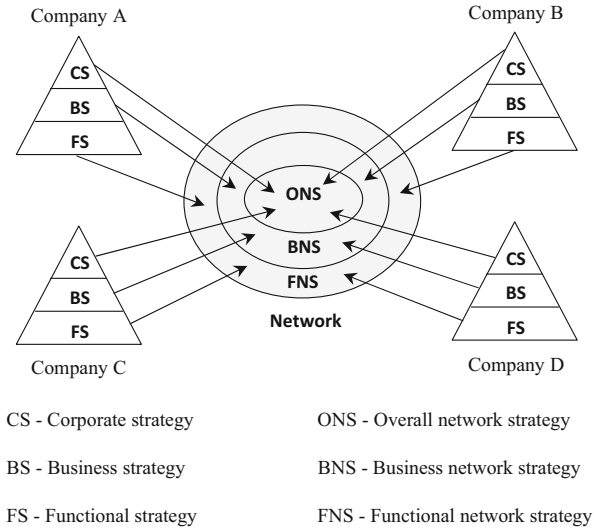 Company A
Company B
CS
BS
FS
CS
BS
FS
ONS
BNS
FNS
Network
CS
BS
FS
CS
BS
FS
Company C
Company D
CS - Corporate strategy
ONS - Overall network strategy
BS - Business strategy
BNS - Business network strategy
FS - Functional strategy
FNS - Functional network strategy